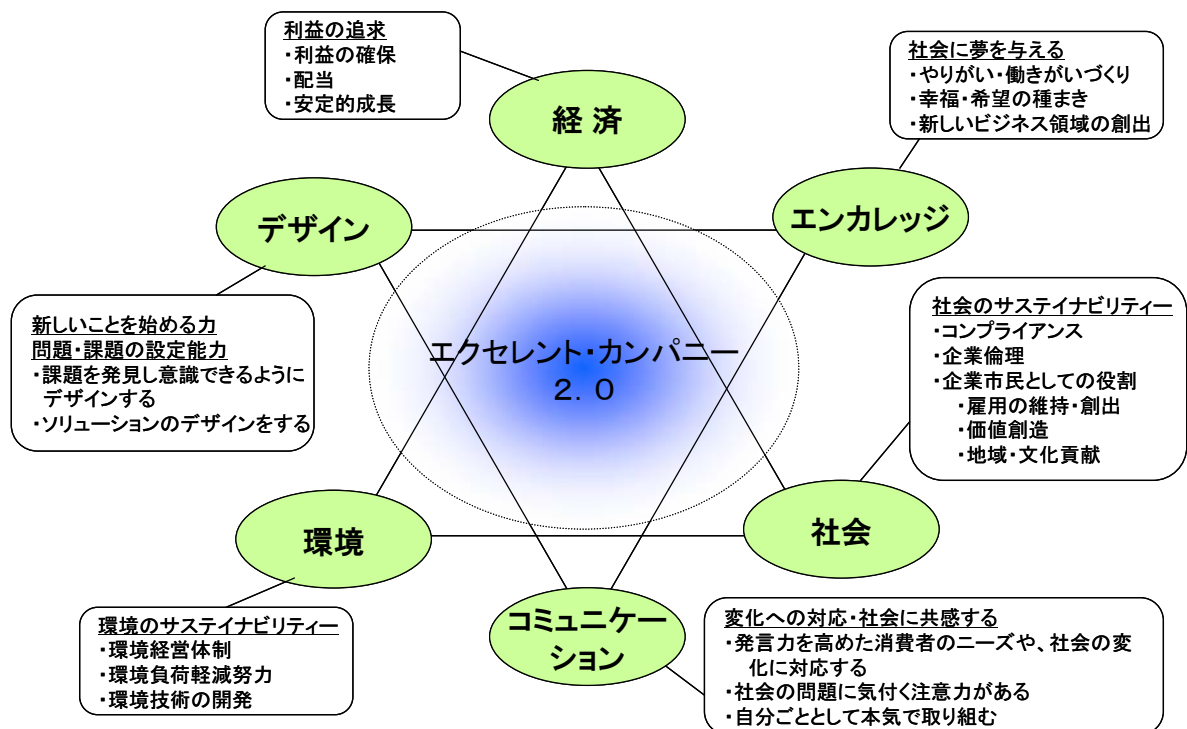 利益の追求
・利益の確保
・配当
・安定的成長
経 済
社会に夢を与える
・やりがい・働きがいづくり
・幸福・希望の種まき
・新しいビジネス領域の創出
デザイン
エンカレッジ
新しいことを始める力
問題・課題の設定能力
・課題を発見し意識できるように
デザインする
・ソリューションのデザインをする
エクセレント・カンパニー
２．０
社会のサステイナビリティー
・コンプライアンス
・企業倫理
・企業市民としての役割
・雇用の維持・創出
・価値創造
・地域・文化貢献
環境
社会
環境のサステイナビリティー
・環境経営体制
・環境負荷軽減努力
・環境技術の開発
コミュニケー
ション
変化への対応・社会に共感する
・発言力を高めた消費者のニーズや、社会の変
化に対応する
・社会の問題に気付く注意力がある
・自分ごととして本気で取り組む